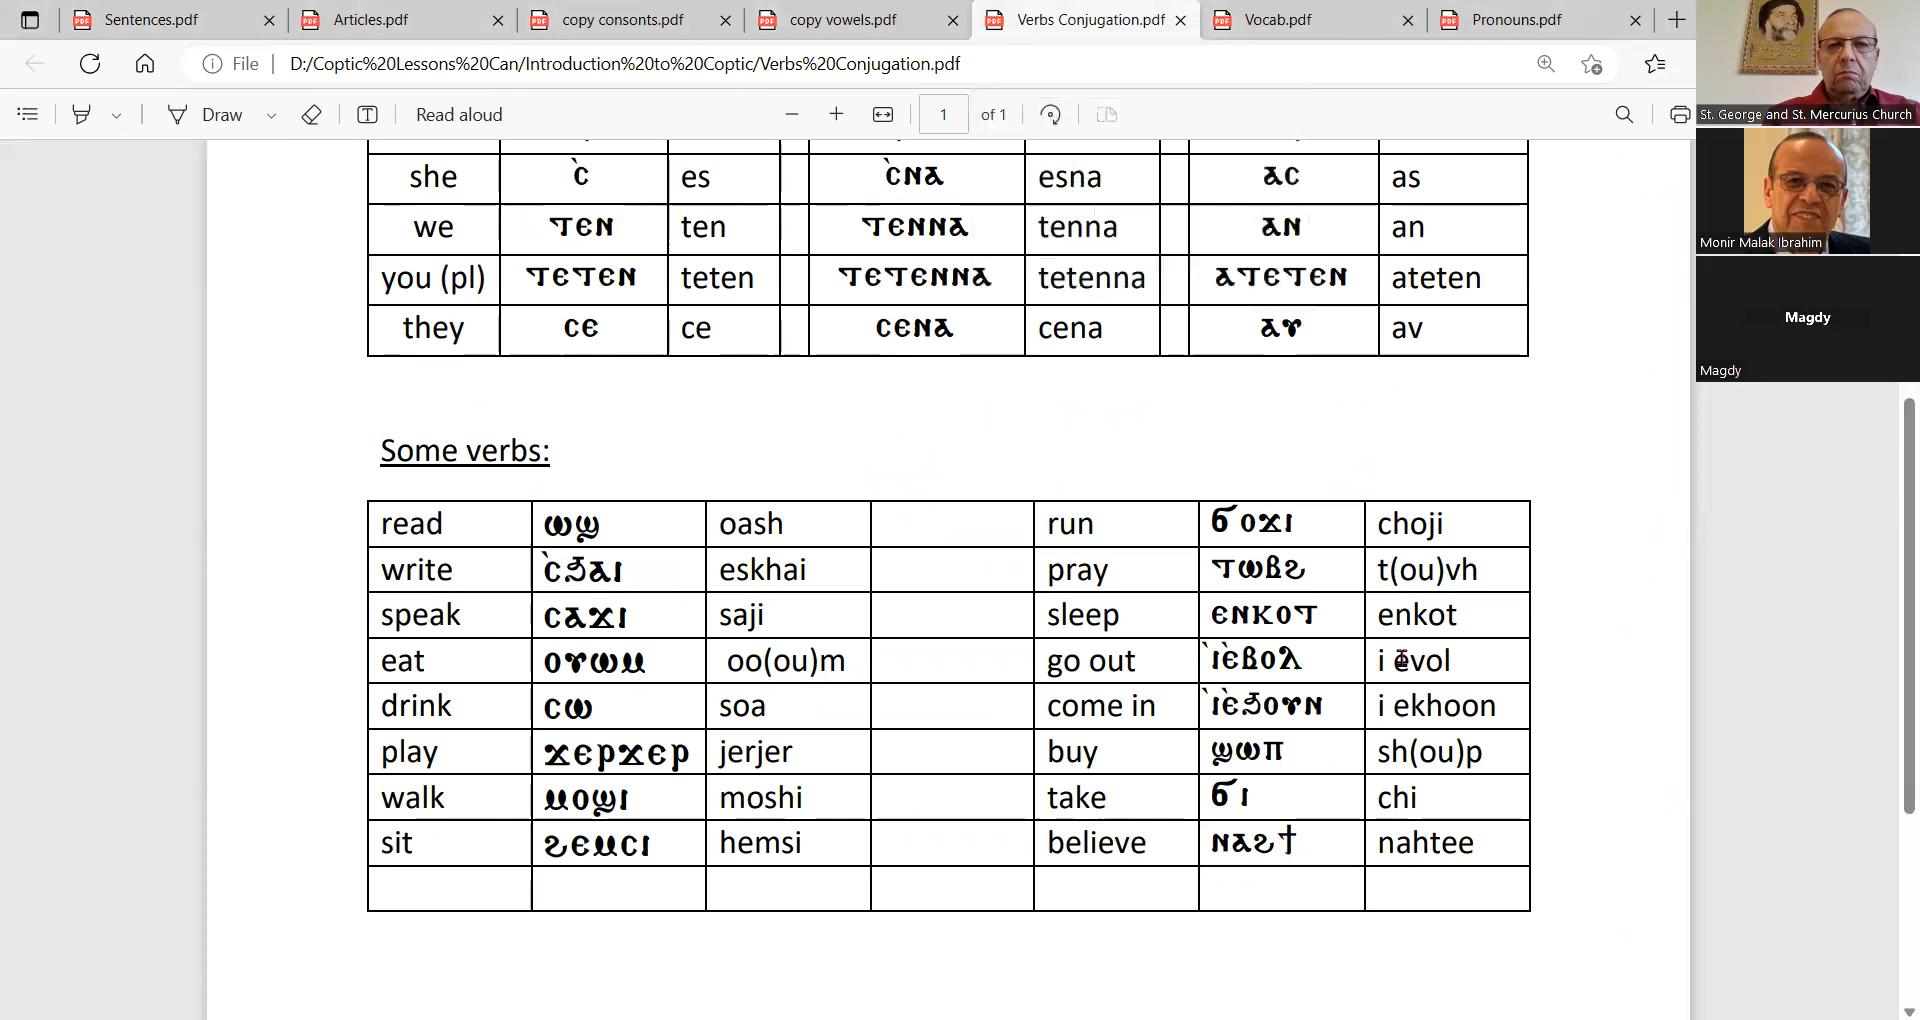 Sentences.pdf Articles.pdf copy consonts.pdf copy vowels.pdf Verbs Conjugation.pdf Vocab.pdf Pronouns.pdf
File D:/Coptic%20Lessons%20Can/Introduction%20to%20Coptic/Verbs%20Conjugation.pdf
Draw Read aloud 1 of 1
St. George and St. Mercurius Church
Monir Malak Ibrahim
Magdy
Magdy
she ⲥ̀ es ⲥ̀ⲛⲁ esna ⲁⲥ as
we ⲧⲉⲛ ten ⲧⲉⲛⲛⲁ tenna ⲁⲛ an
you (pl) ⲧⲉⲧⲉⲛ teten ⲧⲉⲧⲉⲛⲛⲁ tetenna ⲁⲧⲉⲧⲉⲛ ateten
they ⲥⲉ ce ⲥⲉⲛⲁ cena ⲁⲩ av
Some verbs:
read ⲱϣ oash run ϭⲟϫⲓ choji
write ⲥ̀ϧⲁⲓ eskhai pray ⲧⲱⲃϩ t(ou)vh
speak ⲥⲁϫⲓ saji sleep ⲉⲛⲕⲟⲧ enkot
eat ⲟⲩⲱⲙ oo(ou)m go out ⲓ̀ⲉ̀ⲃⲟⲗ i evol
drink ⲥⲱ soa come in ⲓ̀ⲉ̀ϧⲟⲩⲛ i ekhoon
play ϫⲉⲣϫⲉⲣ jerjer buy ϣⲱⲡ sh(ou)p
walk ⲙⲟϣⲓ moshi take ϭⲓ chi
sit ϩⲉⲙⲥⲓ hemsi believe ⲛⲁϩϯ nahtee